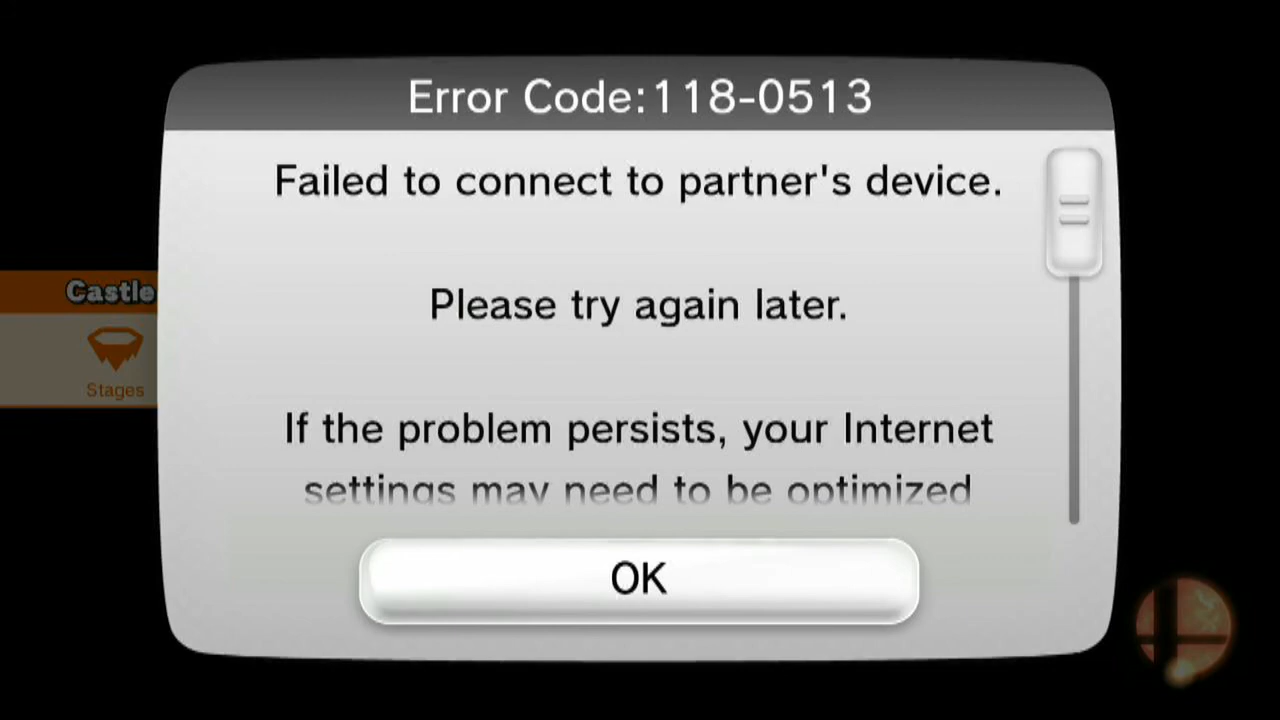 Error Code:118-0513
Failed to connect to partner's device.
Please try again later.
If the problem persists, your Internet
settings may need to be optimized
OK
Castle
Stages